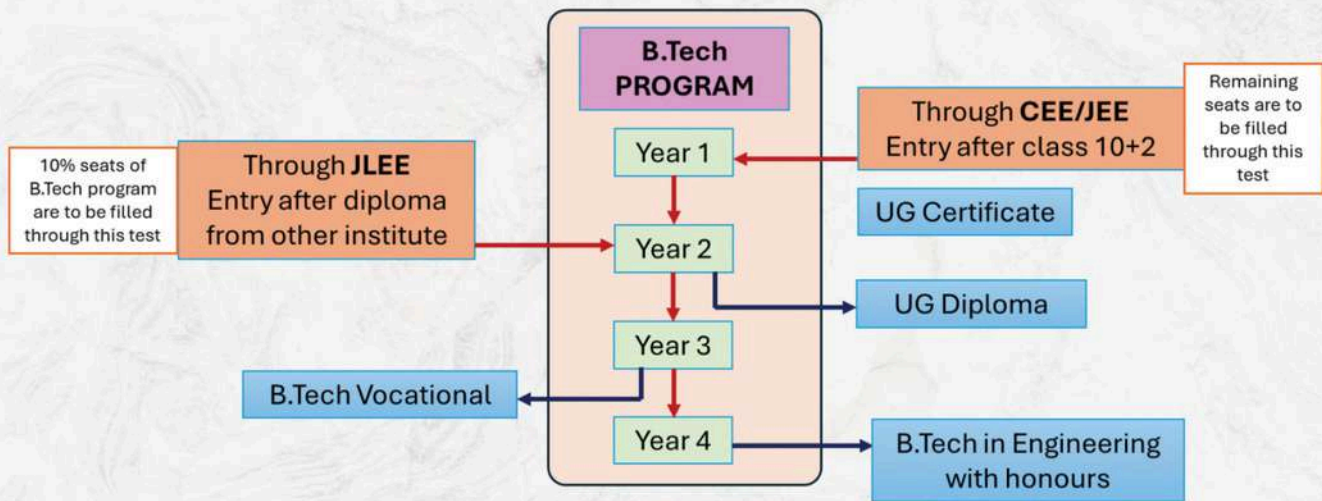 B.Tech
PROGRAM
Through CEE/JEE
Entry after class 10+2
Remaining
seats are to
be filled
through this
test
Year 1
10% seats of
B.Tech program
are to be filled
through this test
Through JLEE
Entry after diploma
from other institute
UG Certificate
Year 2
UG Diploma
Year 3
B.Tech Vocational
Year 4
B.Tech in Engineering
with honours